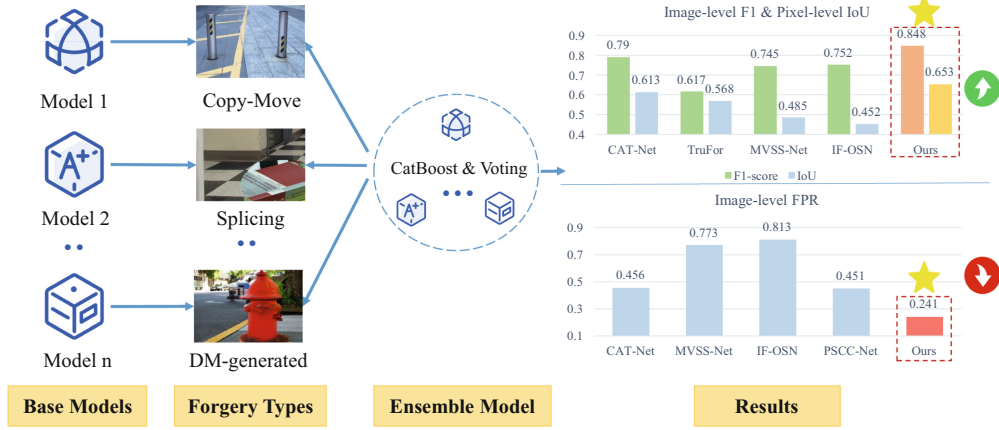 Model 1
Model 2
Model n
Copy-Move
Splicing
DM-generated
CatBoost & Voting
A+
A+
Image-level F1 & Pixel-level IoU
0.9
0.8
0.7
0.6
0.5
0.4
0.79
0.613
0.617
0.568
0.745
0.485
0.752
0.452
0.848
0.653
CAT-Net TruFor MVSS-Net IF-OSN Ours
F1-score IoU
Image-level FPR
0.9
0.7
0.5
0.3
0.1
0.456
0.773
0.813
0.451
0.241
CAT-Net MVSS-Net IF-OSN PSCC-Net Ours
Base Models
Forgery Types
Ensemble Model
Results